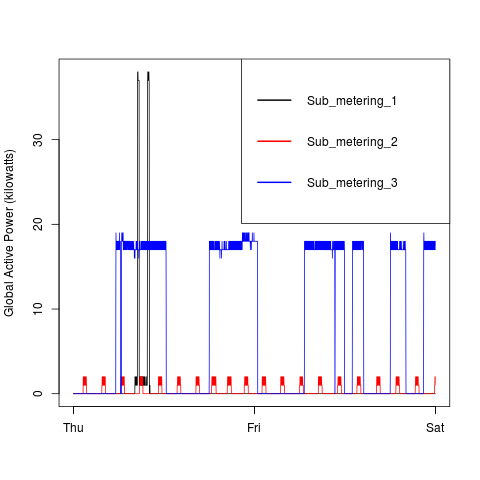 Sub_metering_1
Sub_metering_2
Sub_metering_3
Global Active Power (kilowatts)
30
20
10
0
Thu Fri Sat